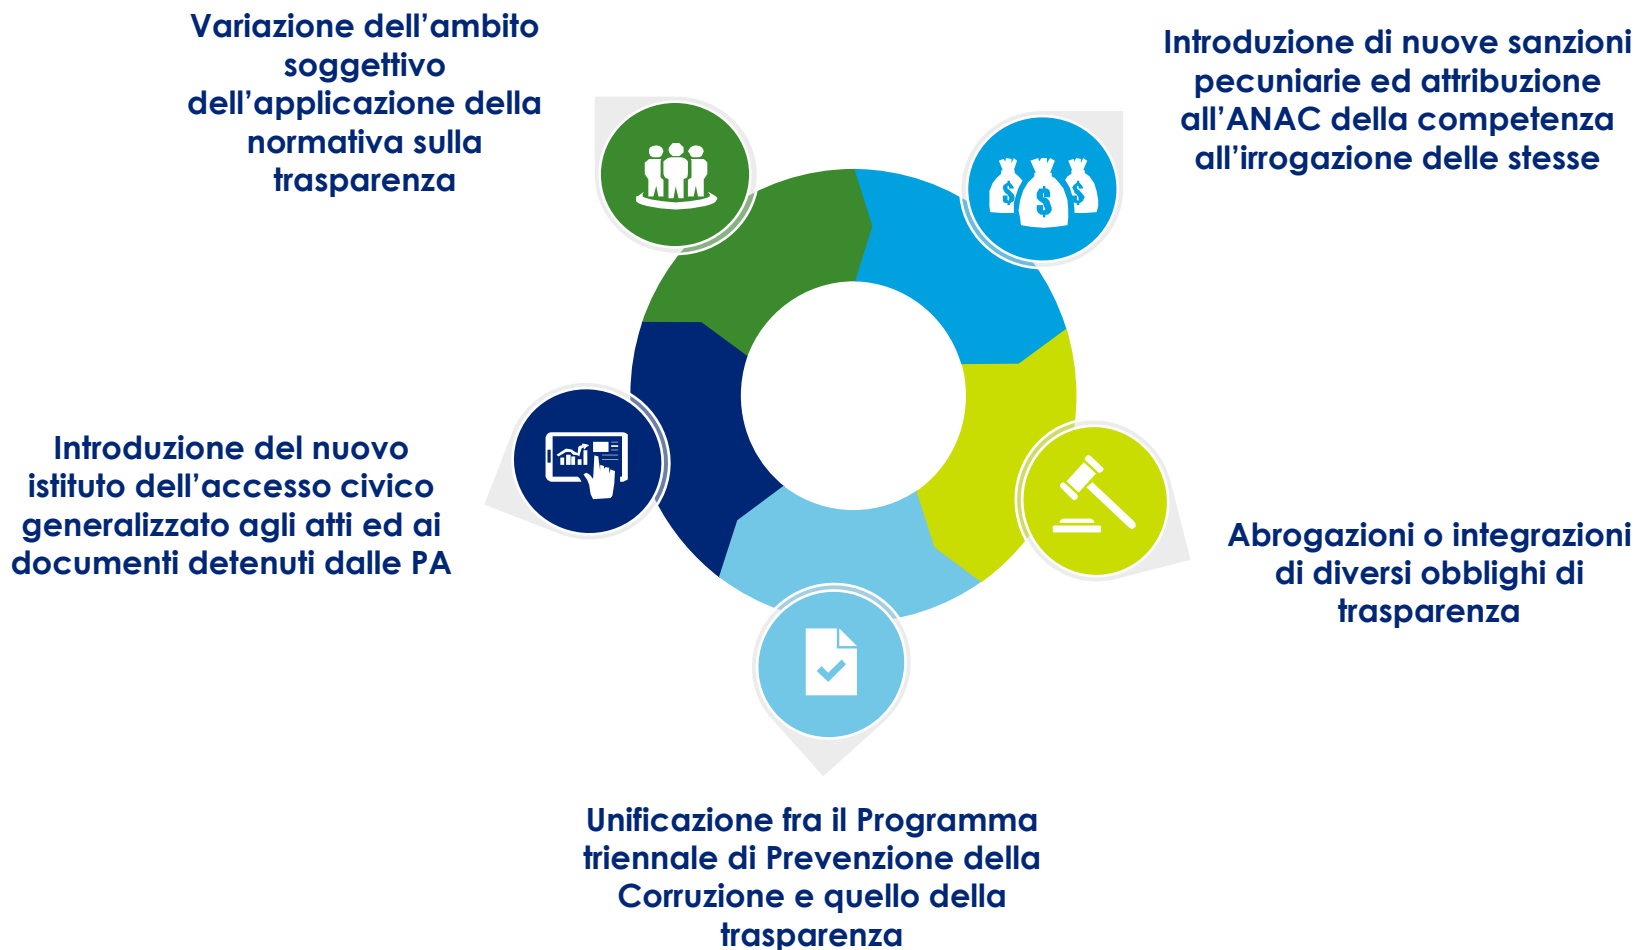 Variazione dell’ambito
soggettivo
dell’applicazione della
normativa sulla
trasparenza
Introduzione di nuove sanzioni
pecuniarie ed attribuzione
all’ANAC della competenza
all’irrogazione delle stesse
$
$
$
Introduzione del nuovo
istituto dell’accesso civico
generalizzato agli atti ed ai
documenti detenuti dalle PA
Abrogazioni o integrazioni
di diversi obblighi di
trasparenza
Unificazione fra il Programma
triennale di Prevenzione della
Corruzione e quello della
trasparenza